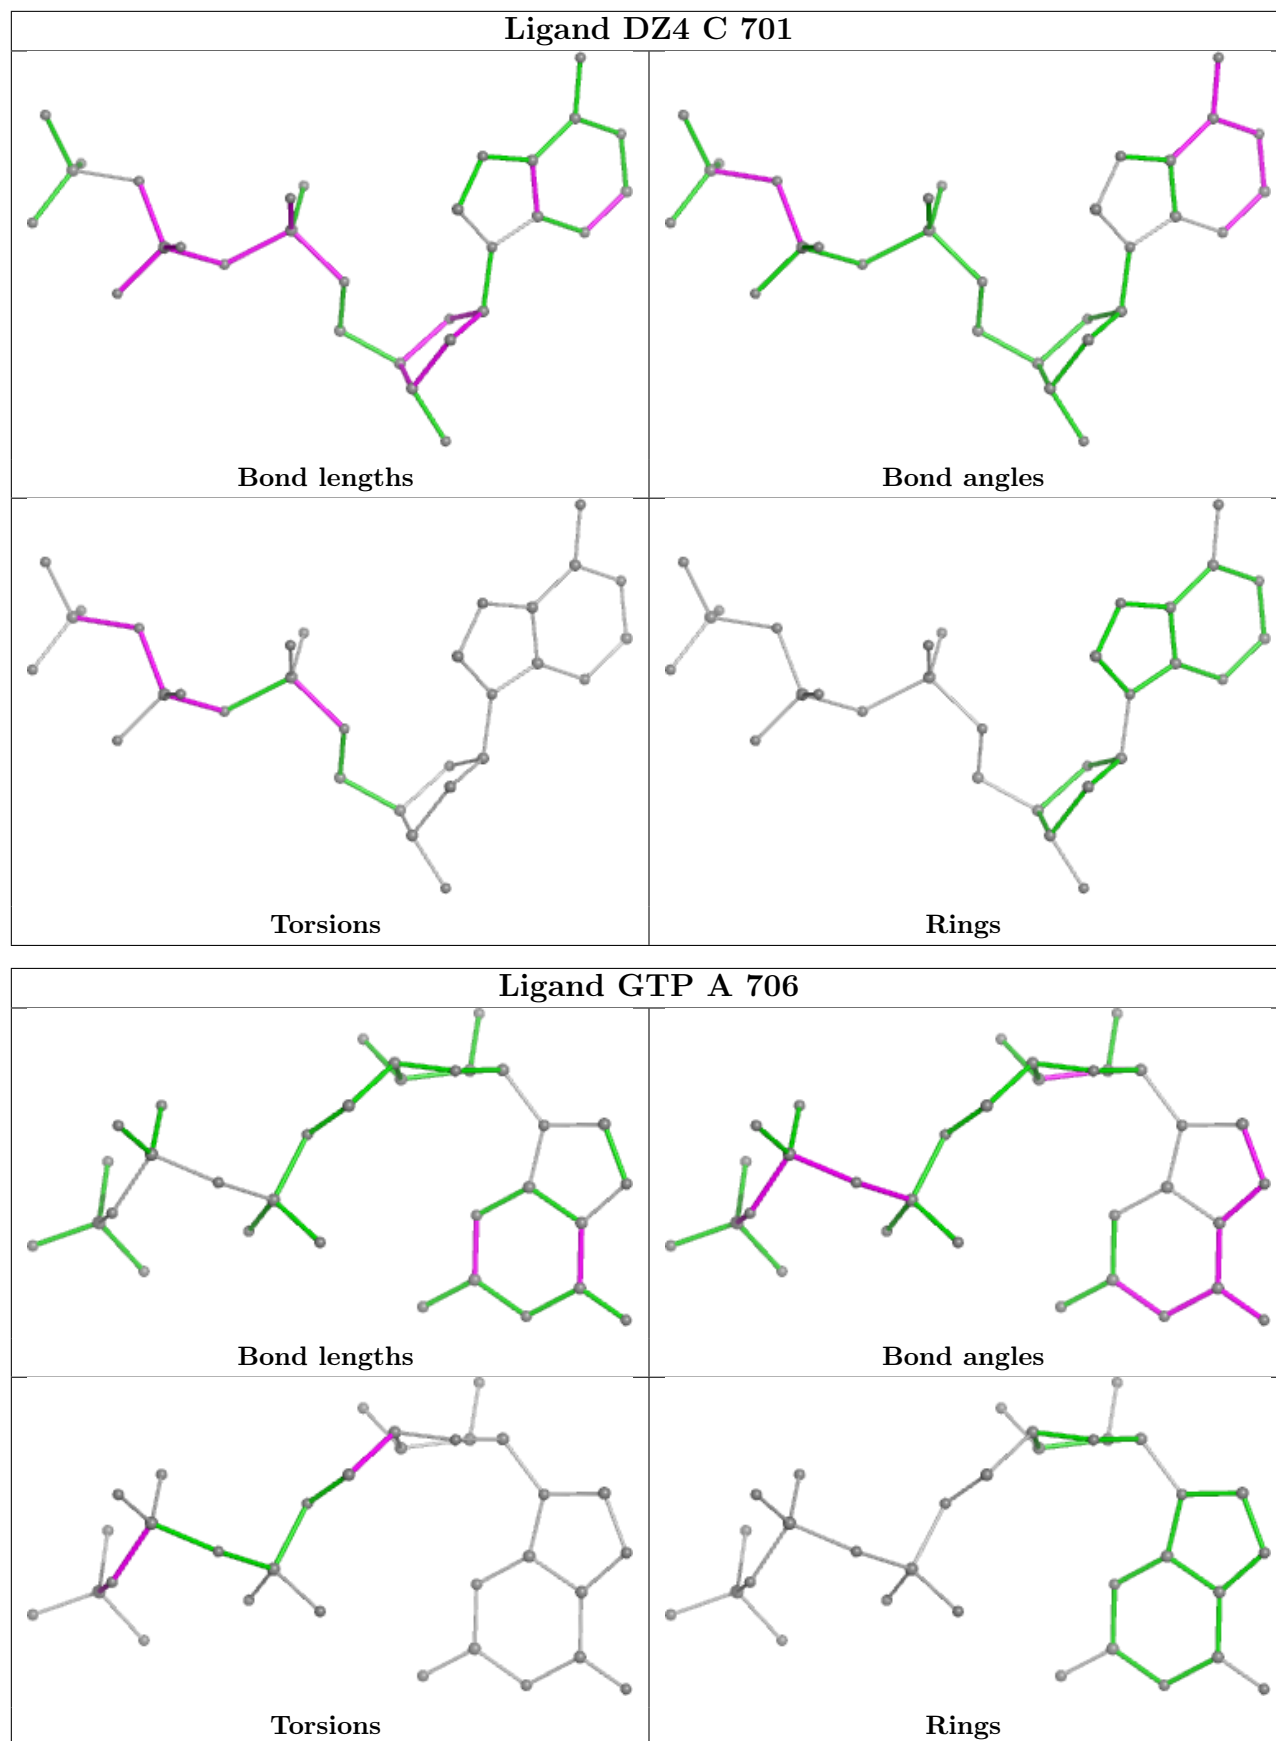 Ligand DZ4 C 701
Bond lengths
Bond angles
Torsions
Rings
Ligand GTP A 706
Bond lengths
Bond angles
Torsions
Rings